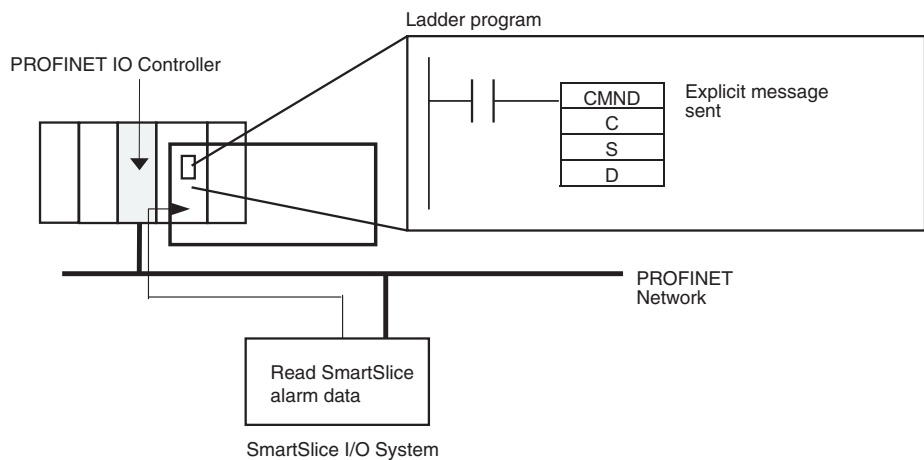 Ladder program
PROFINET IO Controller
CMND
C
S
D
Explicit message
sent
PROFINET
Network
Read SmartSlice
alarm data
SmartSlice I/O System